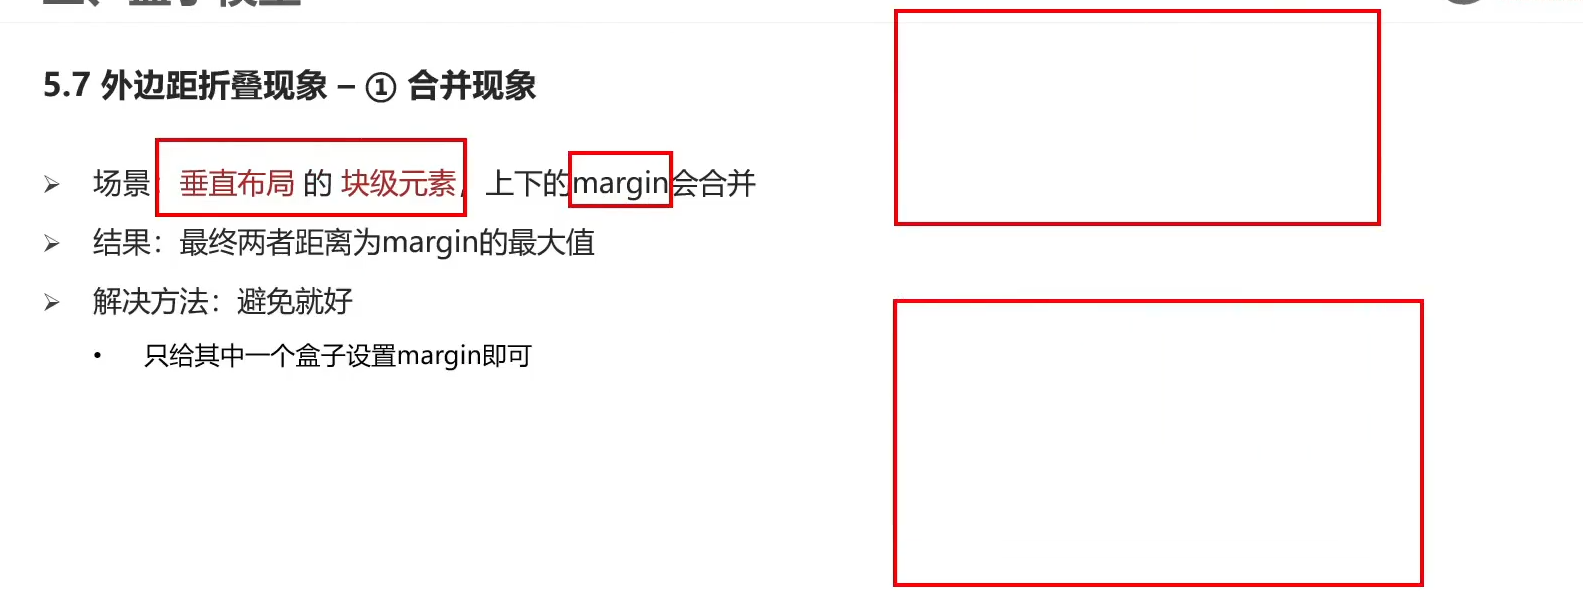 5.7 外边距折叠现象 – ① 合并现象
➢ 场景：垂直布局 的 块级元素，上下的margin会合并
➢ 结果：最终两者距离为margin的最大值
➢ 解决方法：避免就好
• 只给其中一个盒子设置margin即可